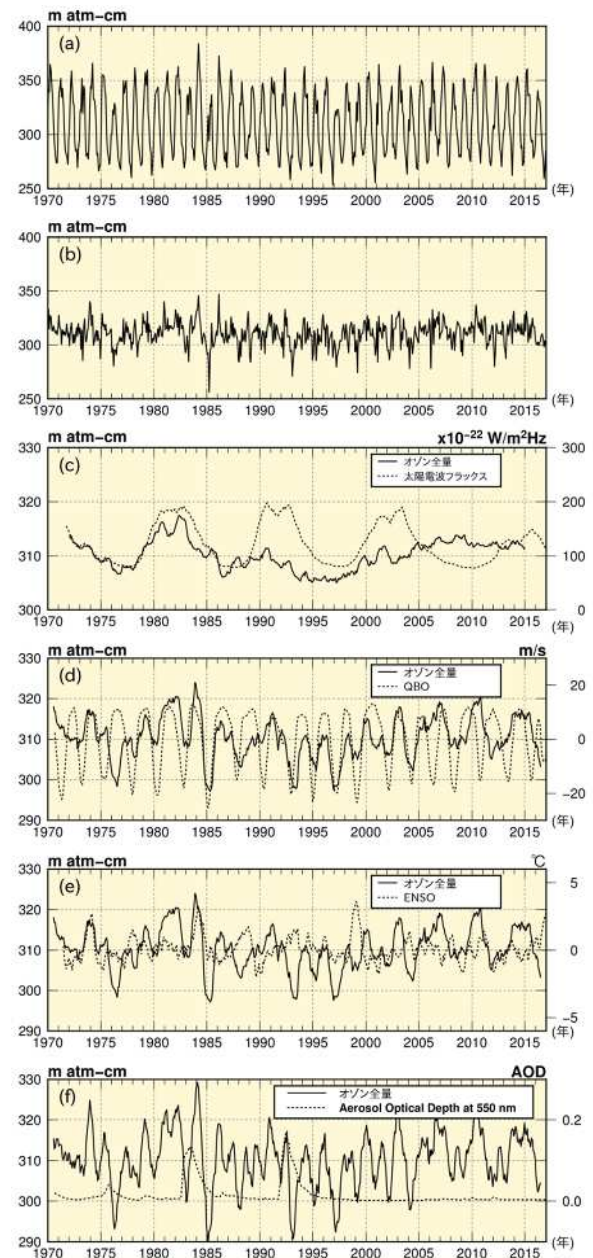 m atm–cm
400
(a)
350
300
250
1970 1975 1980 1985 1990 1995 2000 2005 2010 2015 (年)
m atm–cm
400
(b)
350
300
250
1970 1975 1980 1985 1990 1995 2000 2005 2010 2015 (年)
m atm–cm x10⁻²² W/m²Hz
330 300
(c)
オゾン全量
太陽電波フラックス
320 200
310 100
300 0
1970 1975 1980 1985 1990 1995 2000 2005 2010 2015 (年)
m atm–cm m/s
330
(d)
オゾン全量
QBO
320 20
310 0
300 −20
290
1970 1975 1980 1985 1990 1995 2000 2005 2010 2015 (年)
m atm–cm ℃
330
(e)
オゾン全量
ENSO
5
320
310 0
300
−5
290
1970 1975 1980 1985 1990 1995 2000 2005 2010 2015 (年)
m atm–cm AOD
330
(f)
オゾン全量
Aerosol Optical Depth at 550 nm
320 0.2
310
300 0.0
290
1970 1975 1980 1985 1990 1995 2000 2005 2010 2015 (年)